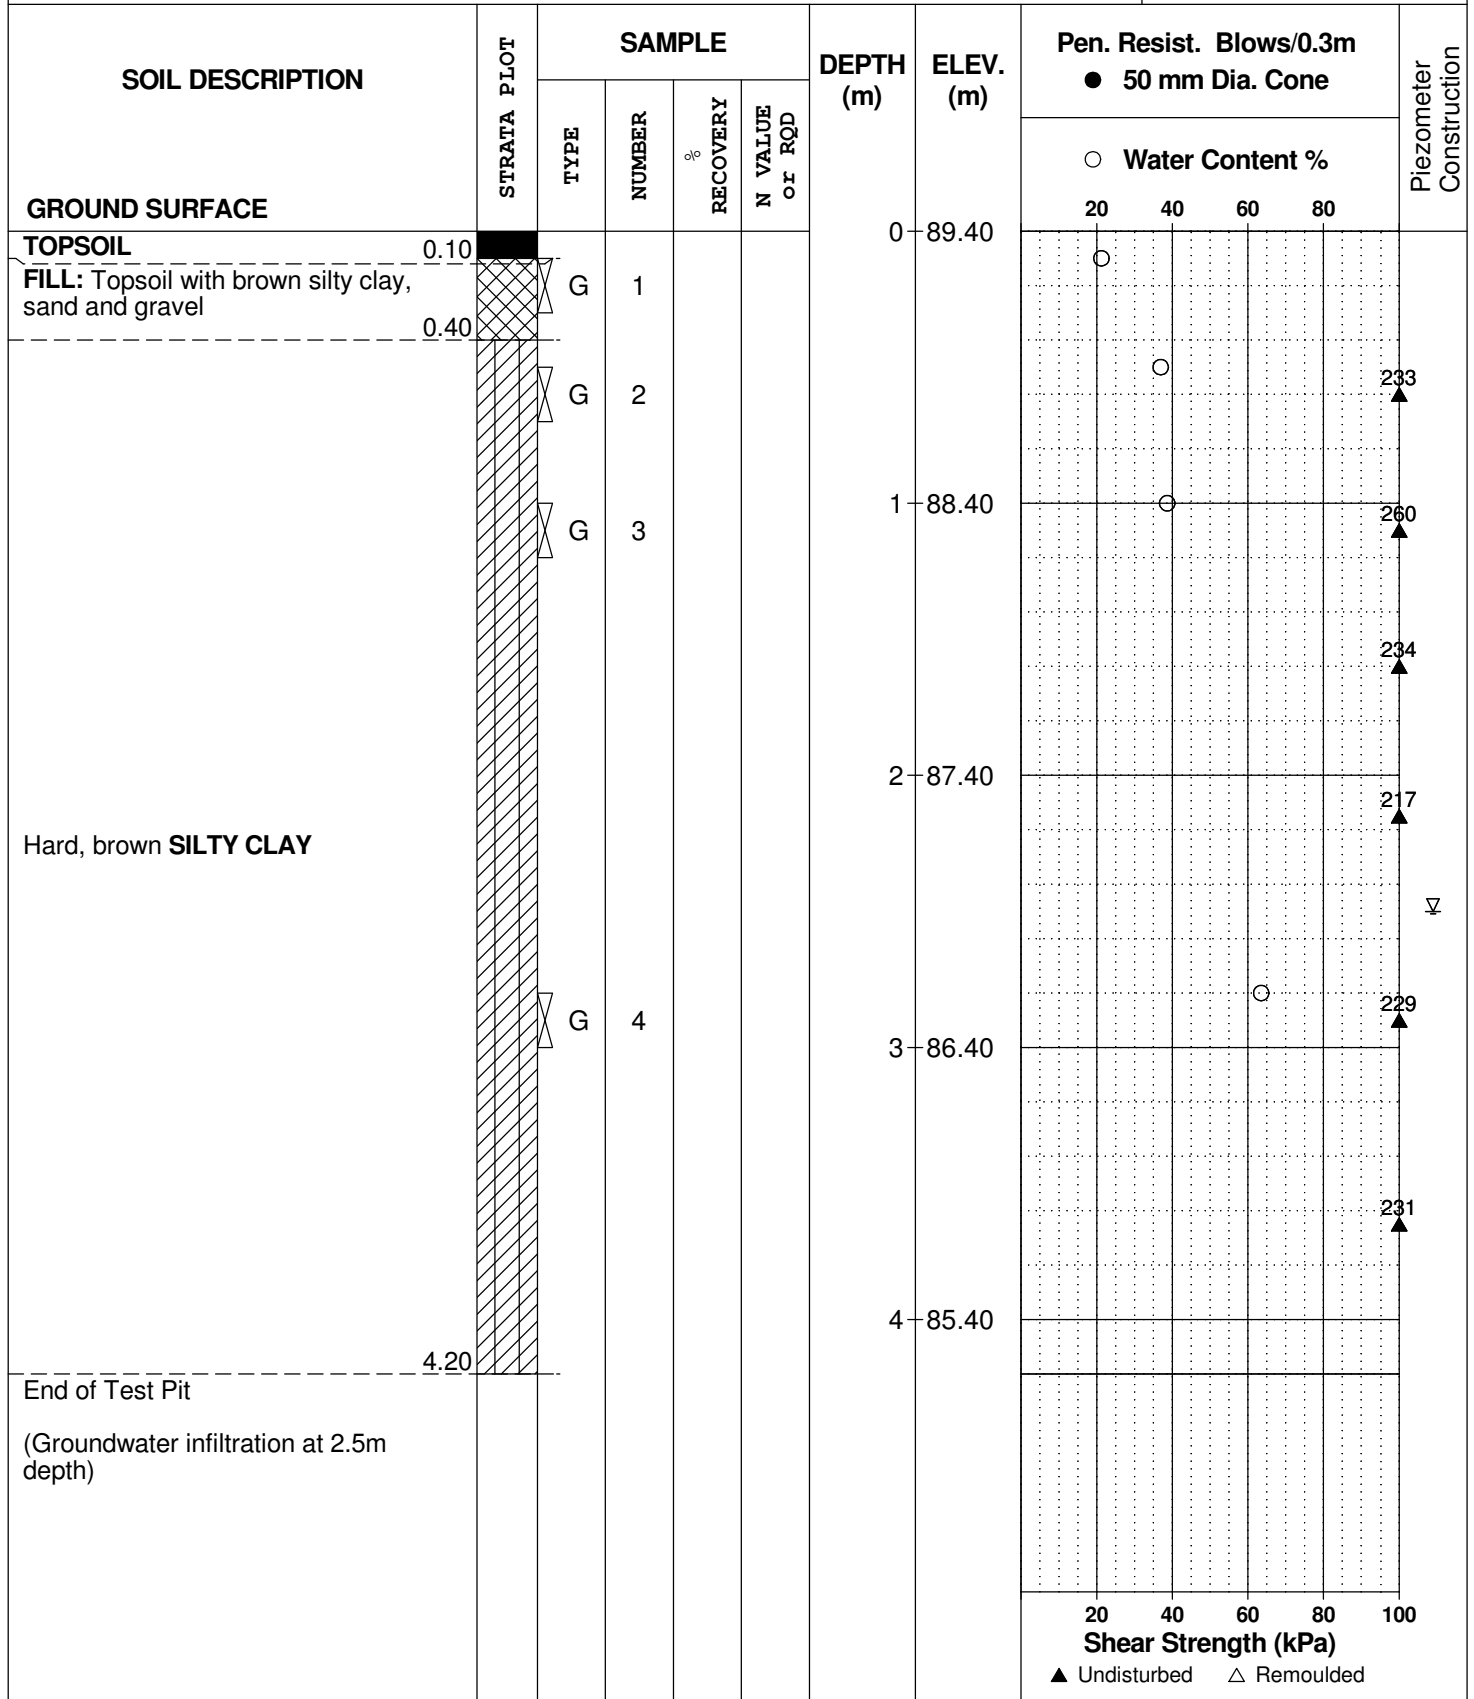 SOIL DESCRIPTION
GROUND SURFACE
STRATA PLOT
SAMPLE
TYPE
NUMBER
%
RECOVERY
N VALUE
or RQD
DEPTH
(m)
ELEV.
(m)
Pen. Resist. Blows/0.3m
● 50 mm Dia. Cone
○ Water Content %
20 40 60 80
Piezometer
Construction
TOPSOIL 0.10
FILL: Topsoil with brown silty clay,
sand and gravel
0.40
G 1
G 2
G 3
G 4
Hard, brown SILTY CLAY
4.20
End of Test Pit
(Groundwater infiltration at 2.5m
depth)
0 89.40
1 88.40
2 87.40
3 86.40
4 85.40
233
260
234
217
229
231
20 40 60 80 100
Shear Strength (kPa)
▲ Undisturbed △ Remoulded